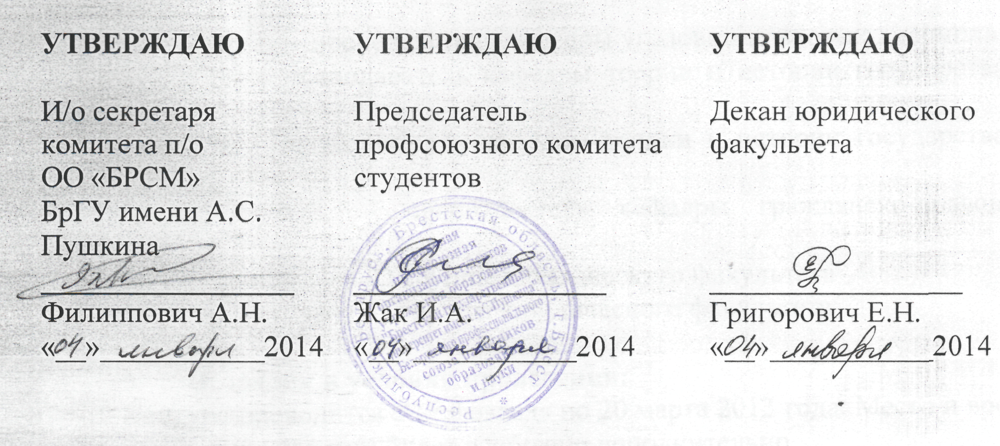 УТВЕРЖДАЮ
И/о секретаря
комитета п/о
ОО «БРСМ»
БрГУ имени А.С.
Пушкина
Филиппович А.Н.
«04» января 2014
УТВЕРЖДАЮ
Председатель
профсоюзного комитета
студентов
Жак И.А.
«04» января 2014
Республика Беларусь, Брестская область, г. Брест *
профсоюзная
организация студентов
образования
"Брестский государственный
университет имени А.С.Пушкина"
Белорусского профессионального
союза работников
образования
и науки
УТВЕРЖДАЮ
Декан юридического
факультета
Григорович Е.Н.
«04» января 2014